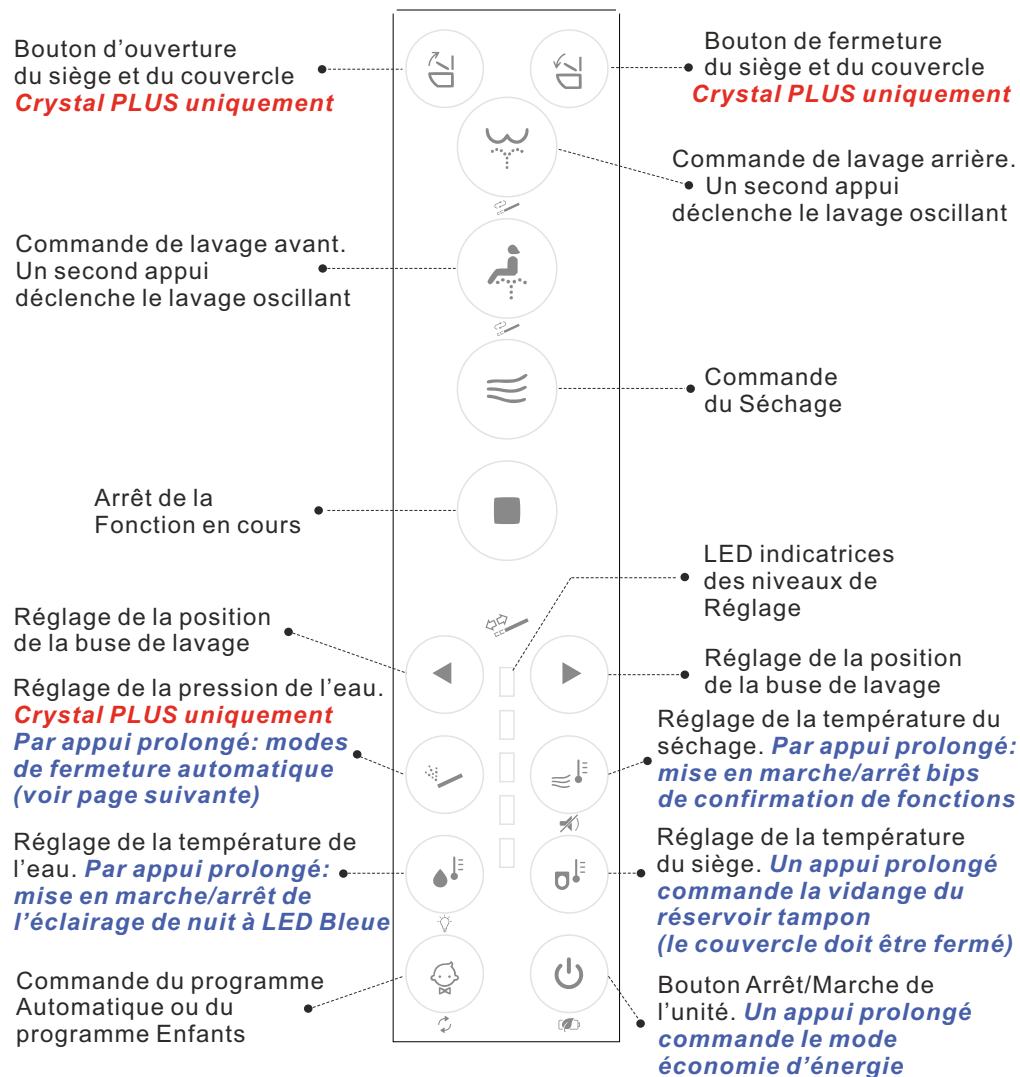 Bouton d'ouverture
du siège et du couvercle
Crystal PLUS uniquement
Bouton de fermeture
du siège et du couvercle
Crystal PLUS uniquement
Commande de lavage arrière.
Un second appui
déclenche le lavage oscillant
Commande de lavage avant.
Un second appui
déclenche le lavage oscillant
Commande
du Séchage
Arrêt de la
Fonction en cours
LED indicatrices
des niveaux de
Réglage
Réglage de la position
de la buse de lavage
Réglage de la position
de la buse de lavage
Réglage de la pression de l'eau.
Crystal PLUS uniquement
Par appui prolongé: modes
de fermeture automatique
(voir page suivante)
Réglage de la température du
séchage. Par appui prolongé:
mise en marche/arrêt bips
de confirmation de fonctions
Réglage de la température de
l'eau. Par appui prolongé:
mise en marche/arrêt de
l'éclairage de nuit à LED Bleue
Réglage de la température
du siège. Un appui prolongé
commande la vidange du
réservoir tampon
(le couvercle doit être fermé)
Commande du programme
Automatique ou du
programme Enfants
Bouton Arrêt/Marche de
l'unité. Un appui prolongé
commande le mode
économie d'énergie